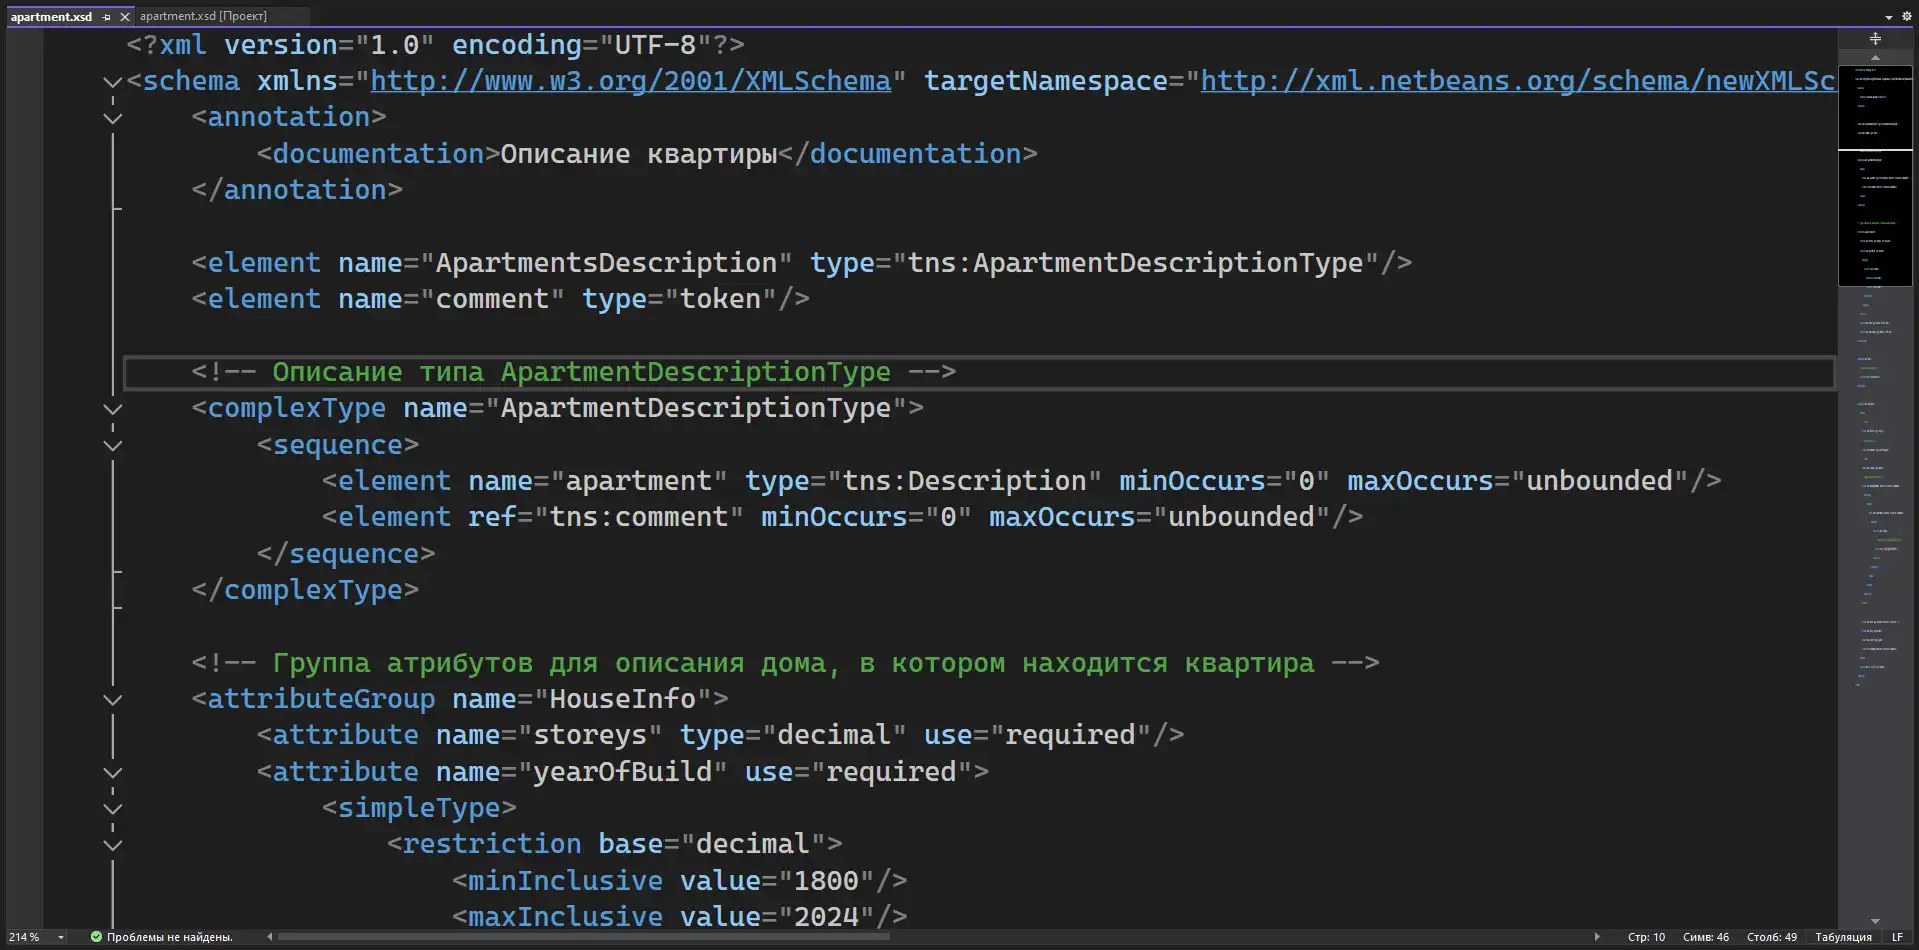 apartment.xsd apartment.xsd [Проект]
<?xml version="1.0" encoding="UTF-8"?>
<schema xmlns="http://www.w3.org/2001/XMLSchema" targetNamespace="http://xml.netbeans.org/schema/newXMLSc
<annotation>
<documentation>Описание квартиры</documentation>
</annotation>
<element name="ApartmentsDescription" type="tns:ApartmentDescriptionType"/>
<element name="comment" type="token"/>
<!-- Описание типа ApartmentDescriptionType -->
<complexType name="ApartmentDescriptionType">
<sequence>
<element name="apartment" type="tns:Description" minOccurs="0" maxOccurs="unbounded"/>
<element ref="tns:comment" minOccurs="0" maxOccurs="unbounded"/>
</sequence>
</complexType>
<!-- Группа атрибутов для описания дома, в котором находится квартира -->
<attributeGroup name="HouseInfo">
<attribute name="storeys" type="decimal" use="required"/>
<attribute name="yearOfBuild" use="required">
<simpleType>
<restriction base="decimal">
<minInclusive value="1800"/>
<maxInclusive value="2024"/>
214 % Проблемы не найдены. Стр: 10 Симв: 46 Столб: 49 Табуляция LF